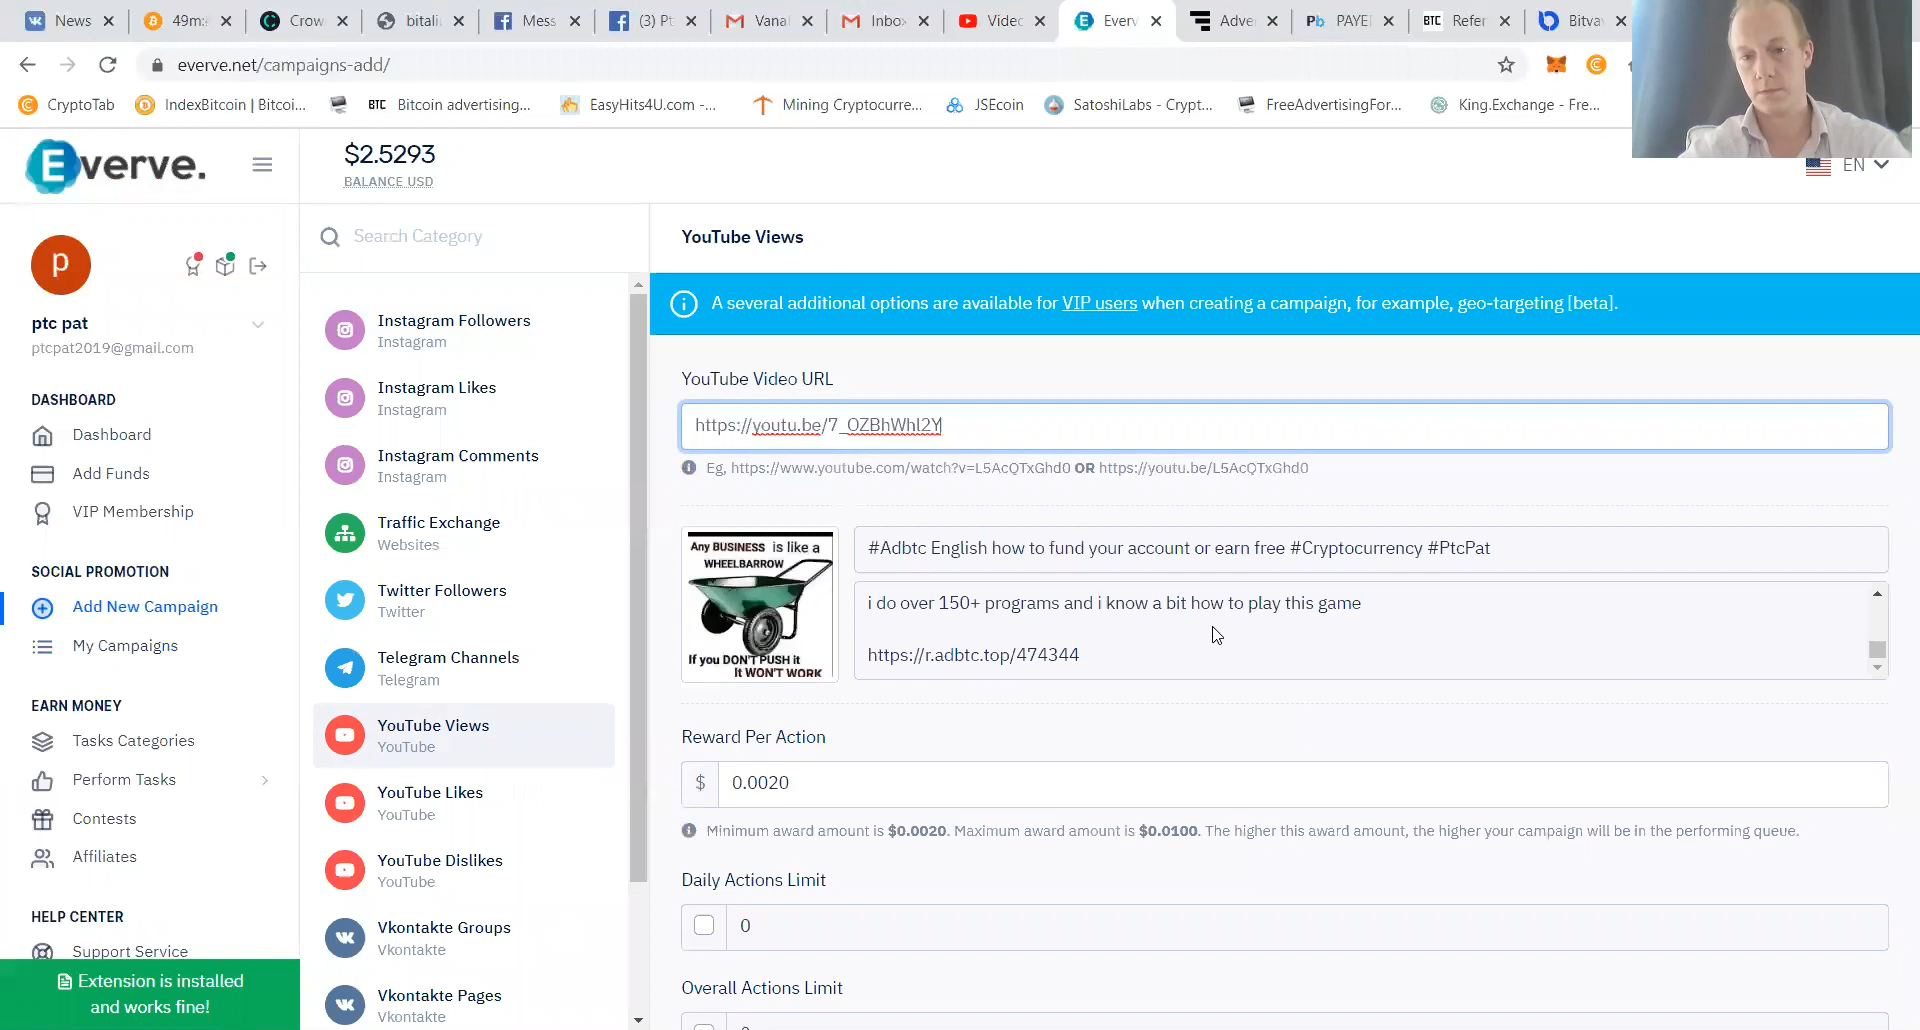 News
49m:
Crow
bital
Mess
(3) Pt
Vana
Inbo
Videc
Everv
Adve
PAYE
BTC
Refer
Bitva
everve.net/campaigns-add/
CryptoTab
IndexBitcoin | Bitcoi...
BTC
Bitcoin advertising...
EasyHits4U.com -...
Mining Cryptocurre...
JSEcoin
SatoshiLabs - Crypt...
FreeAdvertisingFor...
King.Exchange - Fre...
Everve.
$2.5293
BALANCE USD
EN
p
ptc pat
ptcpat2019@gmail.com
DASHBOARD
Dashboard
Add Funds
VIP Membership
SOCIAL PROMOTION
Add New Campaign
My Campaigns
EARN MONEY
Tasks Categories
Perform Tasks
Contests
Affiliates
HELP CENTER
Support Service
Extension is installed
and works fine!
Search Category
Instagram Followers
Instagram
Instagram Likes
Instagram
Instagram Comments
Instagram
Traffic Exchange
Websites
Twitter Followers
Twitter
Telegram Channels
Telegram
YouTube Views
YouTube
YouTube Likes
YouTube
YouTube Dislikes
YouTube
Vkontakte Groups
Vkontakte
Vkontakte Pages
Vkontakte
YouTube Views
A several additional options are available for VIP users when creating a campaign, for example, geo-targeting [beta].
YouTube Video URL
https://youtu.be/7_OZBhWhl2Y
Eg, https://www.youtube.com/watch?v=L5AcQTxGhd0 OR https://youtu.be/L5AcQTxGhd0
Any BUSINESS is like a
WHEELBARROW
If you DON'T PUSH it
It WON'T WORK
#Adbtc English how to fund your account or earn free #Cryptocurrency #PtcPat
i do over 150+ programs and i know a bit how to play this game
https://r.adbtc.top/474344
Reward Per Action
$ 0.0020
Minimum award amount is $0.0020. Maximum award amount is $0.0100. The higher this award amount, the higher your campaign will be in the performing queue.
Daily Actions Limit
0
Overall Actions Limit